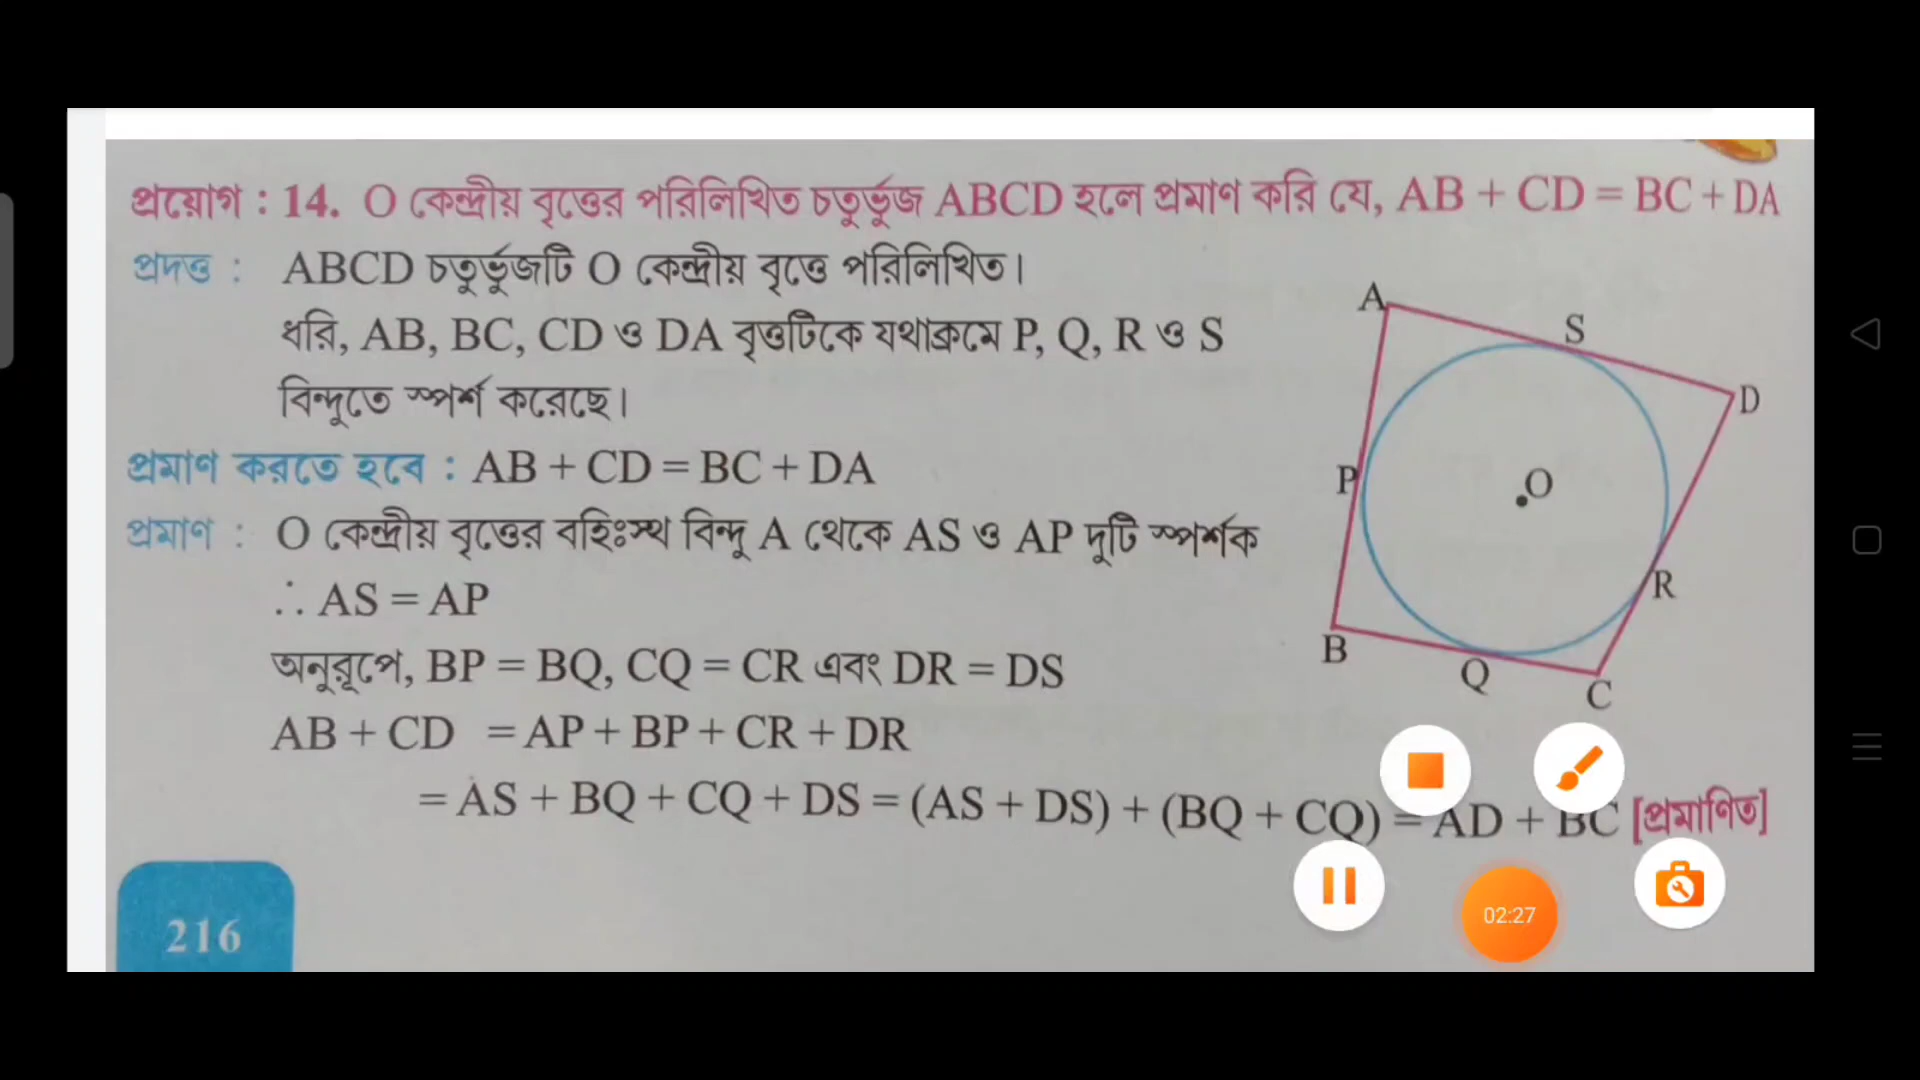 প্রয়োগ : 14. O কেন্দ্রীয় বৃত্তের পরিলিখিত চতুর্ভুজ ABCD হলে প্রমাণ করি যে, AB + CD = BC + DA
প্রদত্ত : ABCD চতুর্ভুজটি O কেন্দ্রীয় বৃত্তে পরিলিখিত।
ধরি, AB, BC, CD ও DA বৃত্তটিকে যথাক্রমে P, Q, R ও S
বিন্দুতে স্পর্শ করেছে।
প্রমাণ করতে হবে : AB + CD = BC + DA
প্রমাণ : O কেন্দ্রীয় বৃত্তের বহিঃস্থ বিন্দু A থেকে AS ও AP দুটি স্পর্শক
∴ AS = AP
অনুরূপে, BP = BQ, CQ = CR এবং DR = DS
AB + CD = AP + BP + CR + DR
= AS + BQ + CQ + DS = (AS + DS) + (BQ + CQ) = AD + BC [প্রমাণিত]
A
S
D
P
O
R
B
Q
C
02:27
216